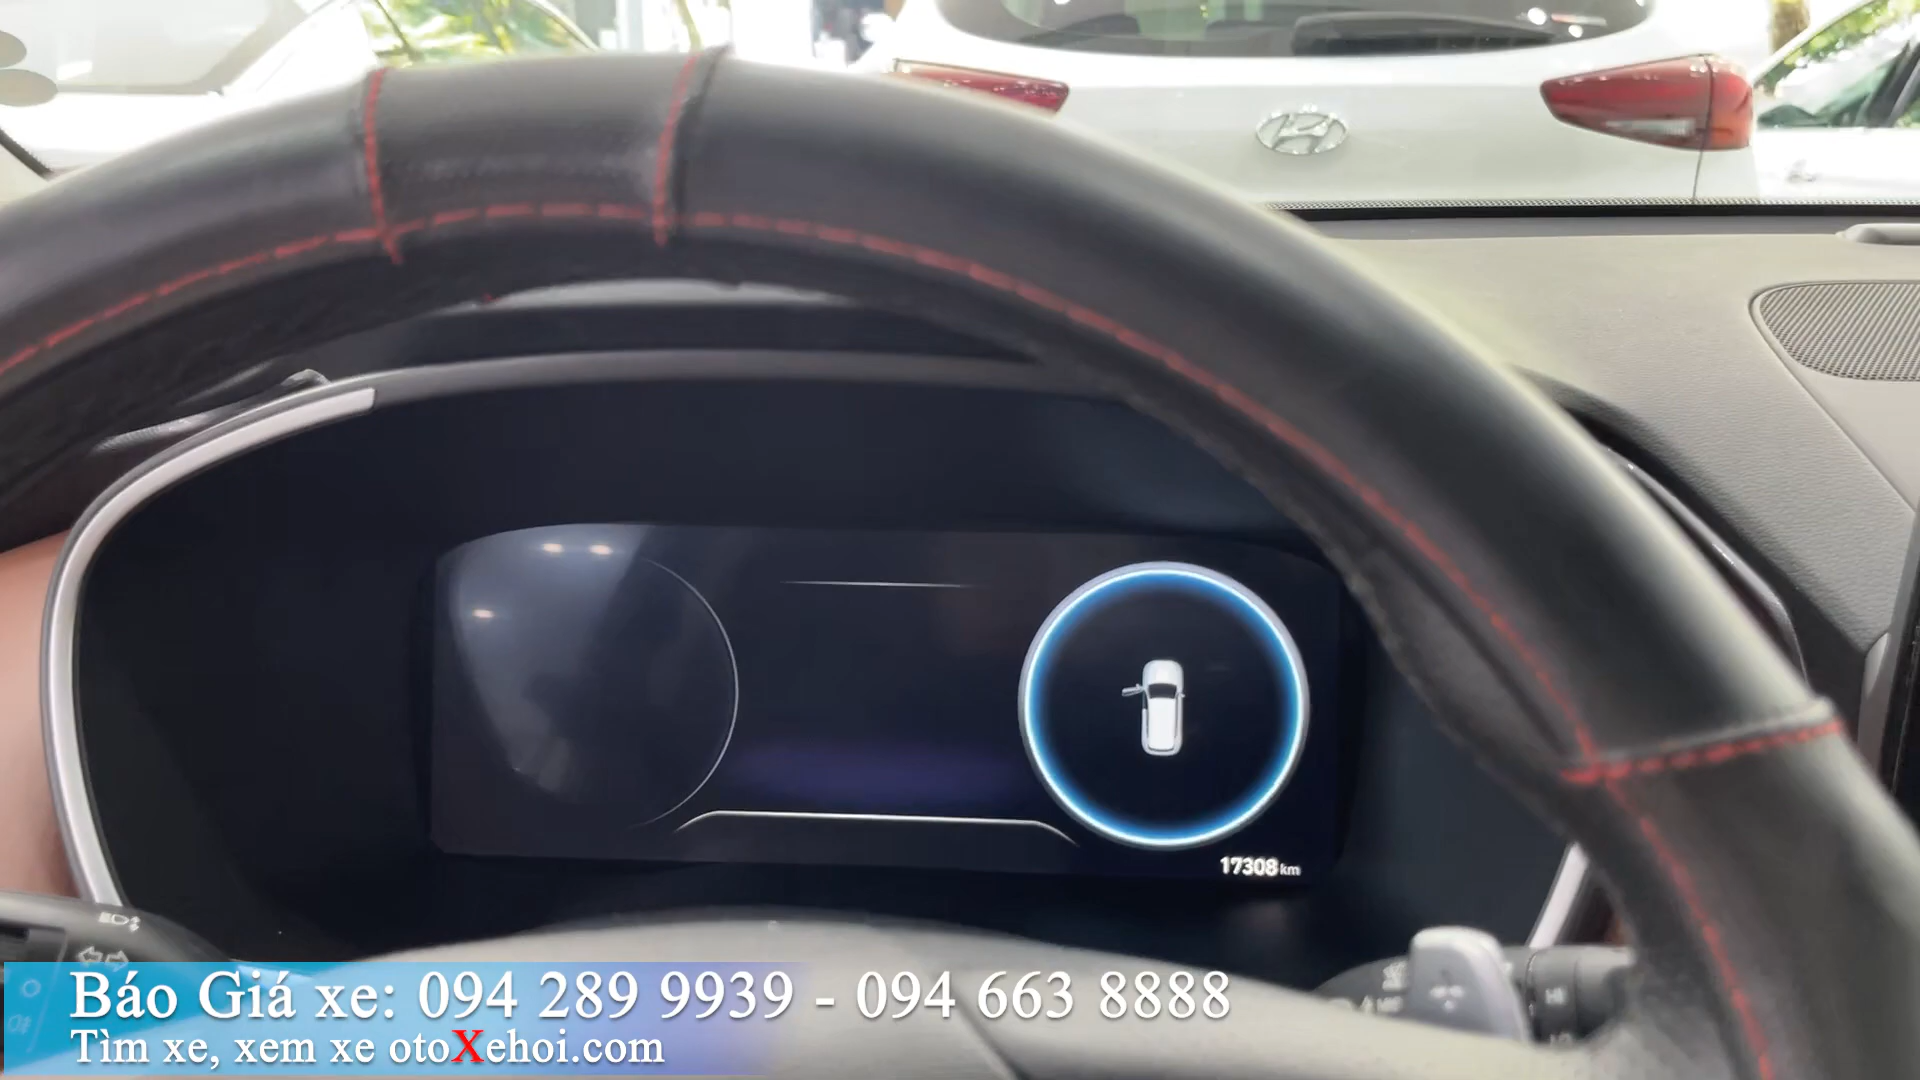 17308 km
Báo Giá xe: 094 289 9939 - 094 663 8888
Tìm xe, xem xe otoXehoi.com